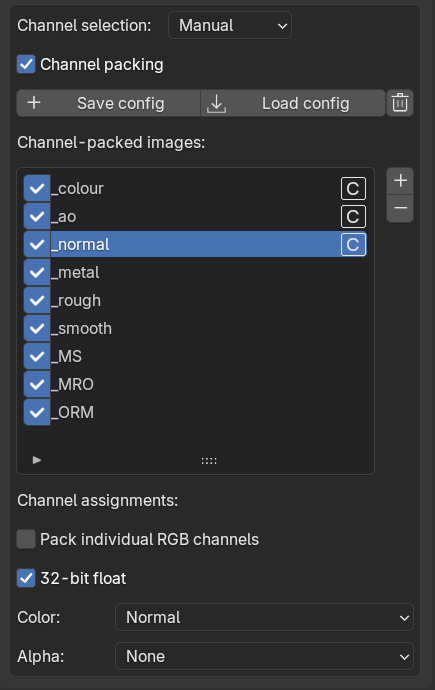 Channel selection: Manual
Channel packing
+ Save config Load config
Channel-packed images:
_colour C
_ao C
_normal C
_metal
_rough
_smooth
_MS
_MRO
_ORM
Channel assignments:
Pack individual RGB channels
32-bit float
Color: Normal
Alpha: None